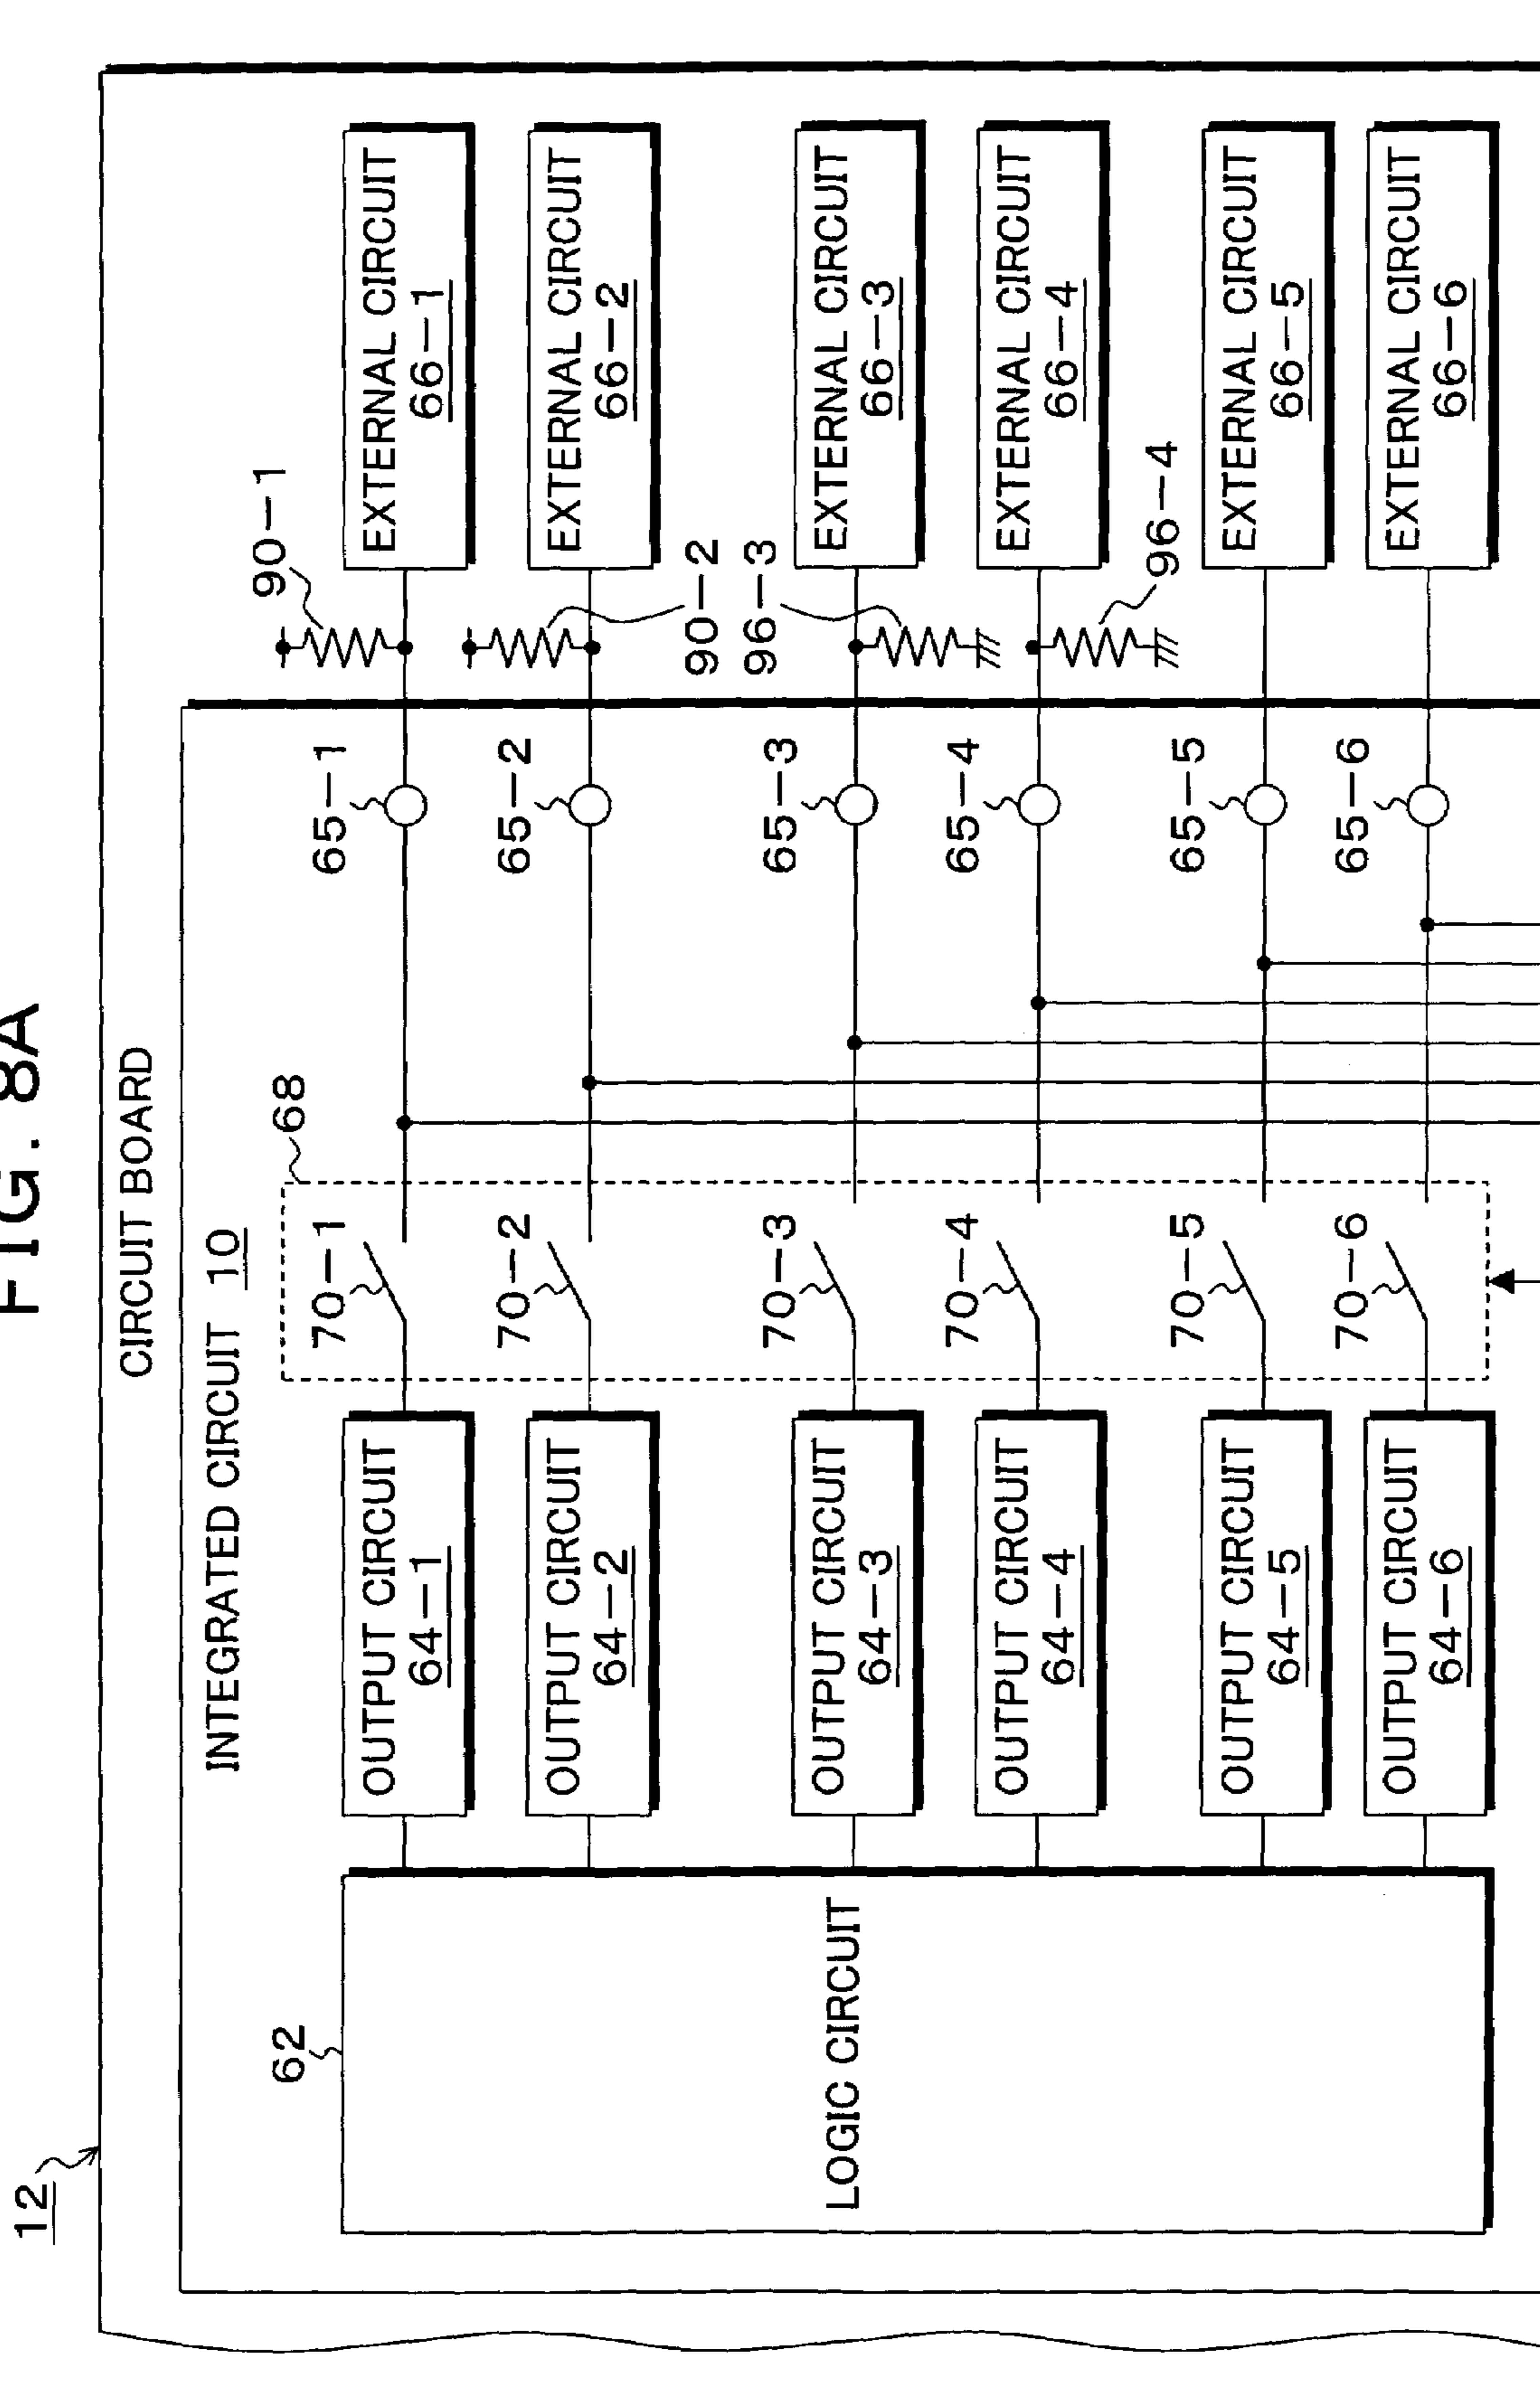 FIG. 8A
12
CIRCUIT BOARD
INTEGRATED CIRCUIT 10
62
68
LOGIC CIRCUIT
OUTPUT CIRCUIT
64-1
70-1
65-1
90-1
EXTERNAL CIRCUIT
66-1
OUTPUT CIRCUIT
64-2
70-2
65-2
90-2
EXTERNAL CIRCUIT
66-2
OUTPUT CIRCUIT
64-3
70-3
65-3
96-3
EXTERNAL CIRCUIT
66-3
OUTPUT CIRCUIT
64-4
70-4
65-4
96-4
EXTERNAL CIRCUIT
66-4
OUTPUT CIRCUIT
64-5
70-5
65-5
EXTERNAL CIRCUIT
66-5
OUTPUT CIRCUIT
64-6
70-6
65-6
EXTERNAL CIRCUIT
66-6